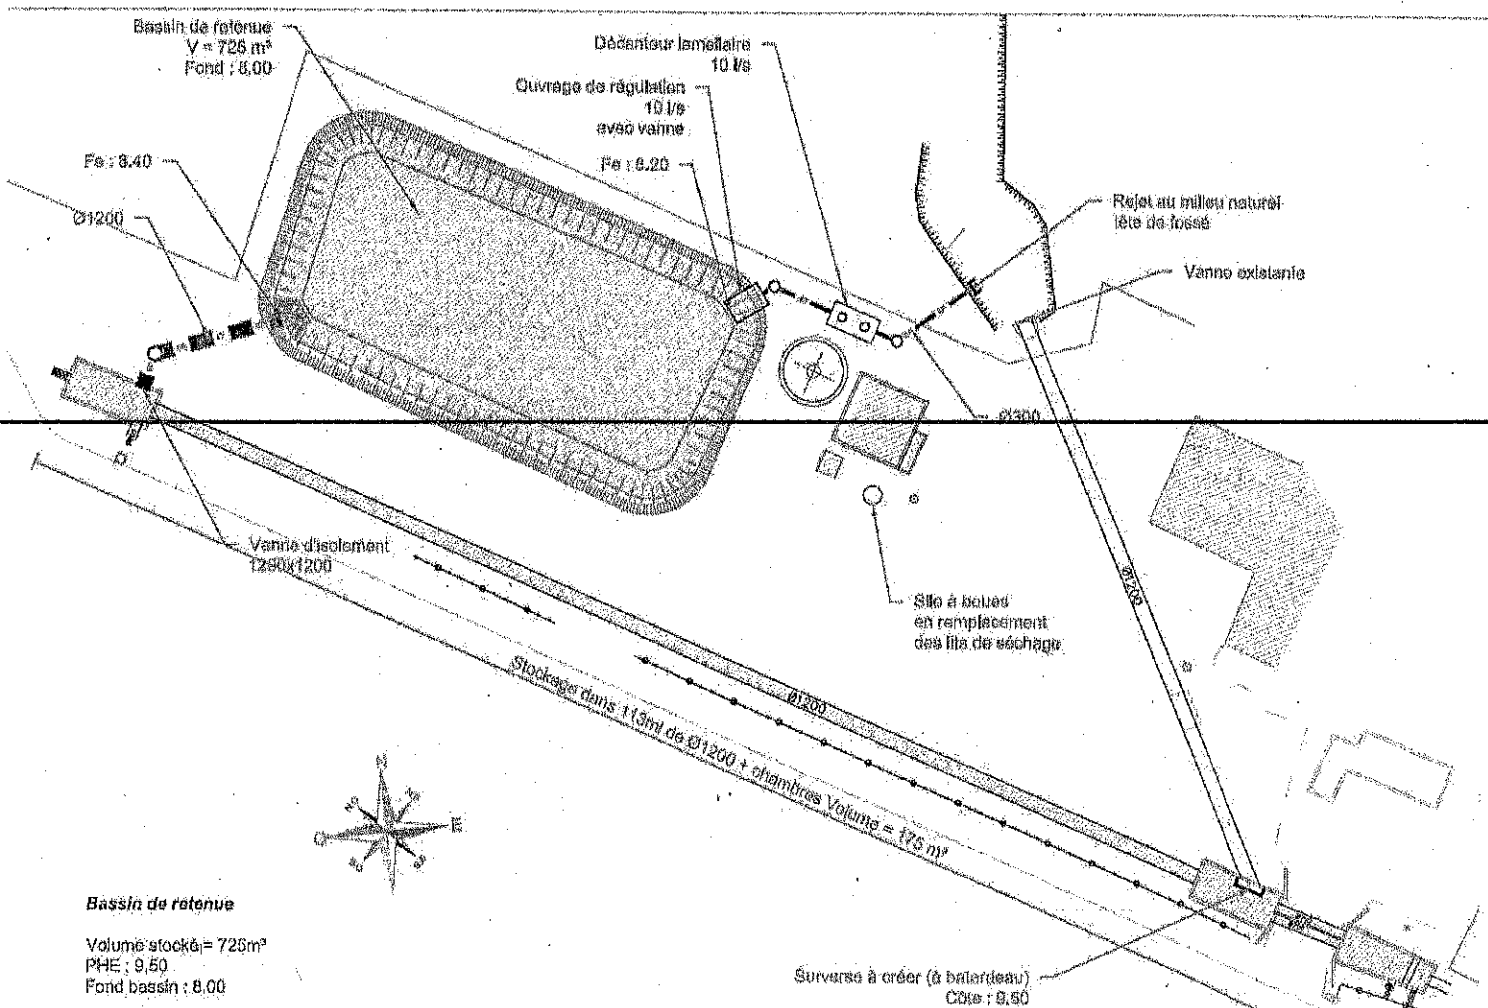 Bassin de retenue
V = 725 m³
Fond : 8,00
Décanteur lamellaire
10 l/s
Ouvrage de régulation
10 l/s
avec vanne
Fe : 8.20
Fe : 8.40
Ø1200
Rejet au milieu naturel
tête de fossé
Vanne existante
Ø300
Vanne d'isolement
Ø1200
Silo à boues
en remplacement
des lits de séchage
Ø1200
Stockage dans 113ml de Ø1200 + chambres Volume = 175 m³
N
E
O
Bassin de retenue
Volume stocké = 725m³
PHE : 9,50
Fond bassin : 8,00
Surverse à créer (à batardeau)
Côte : 9,50